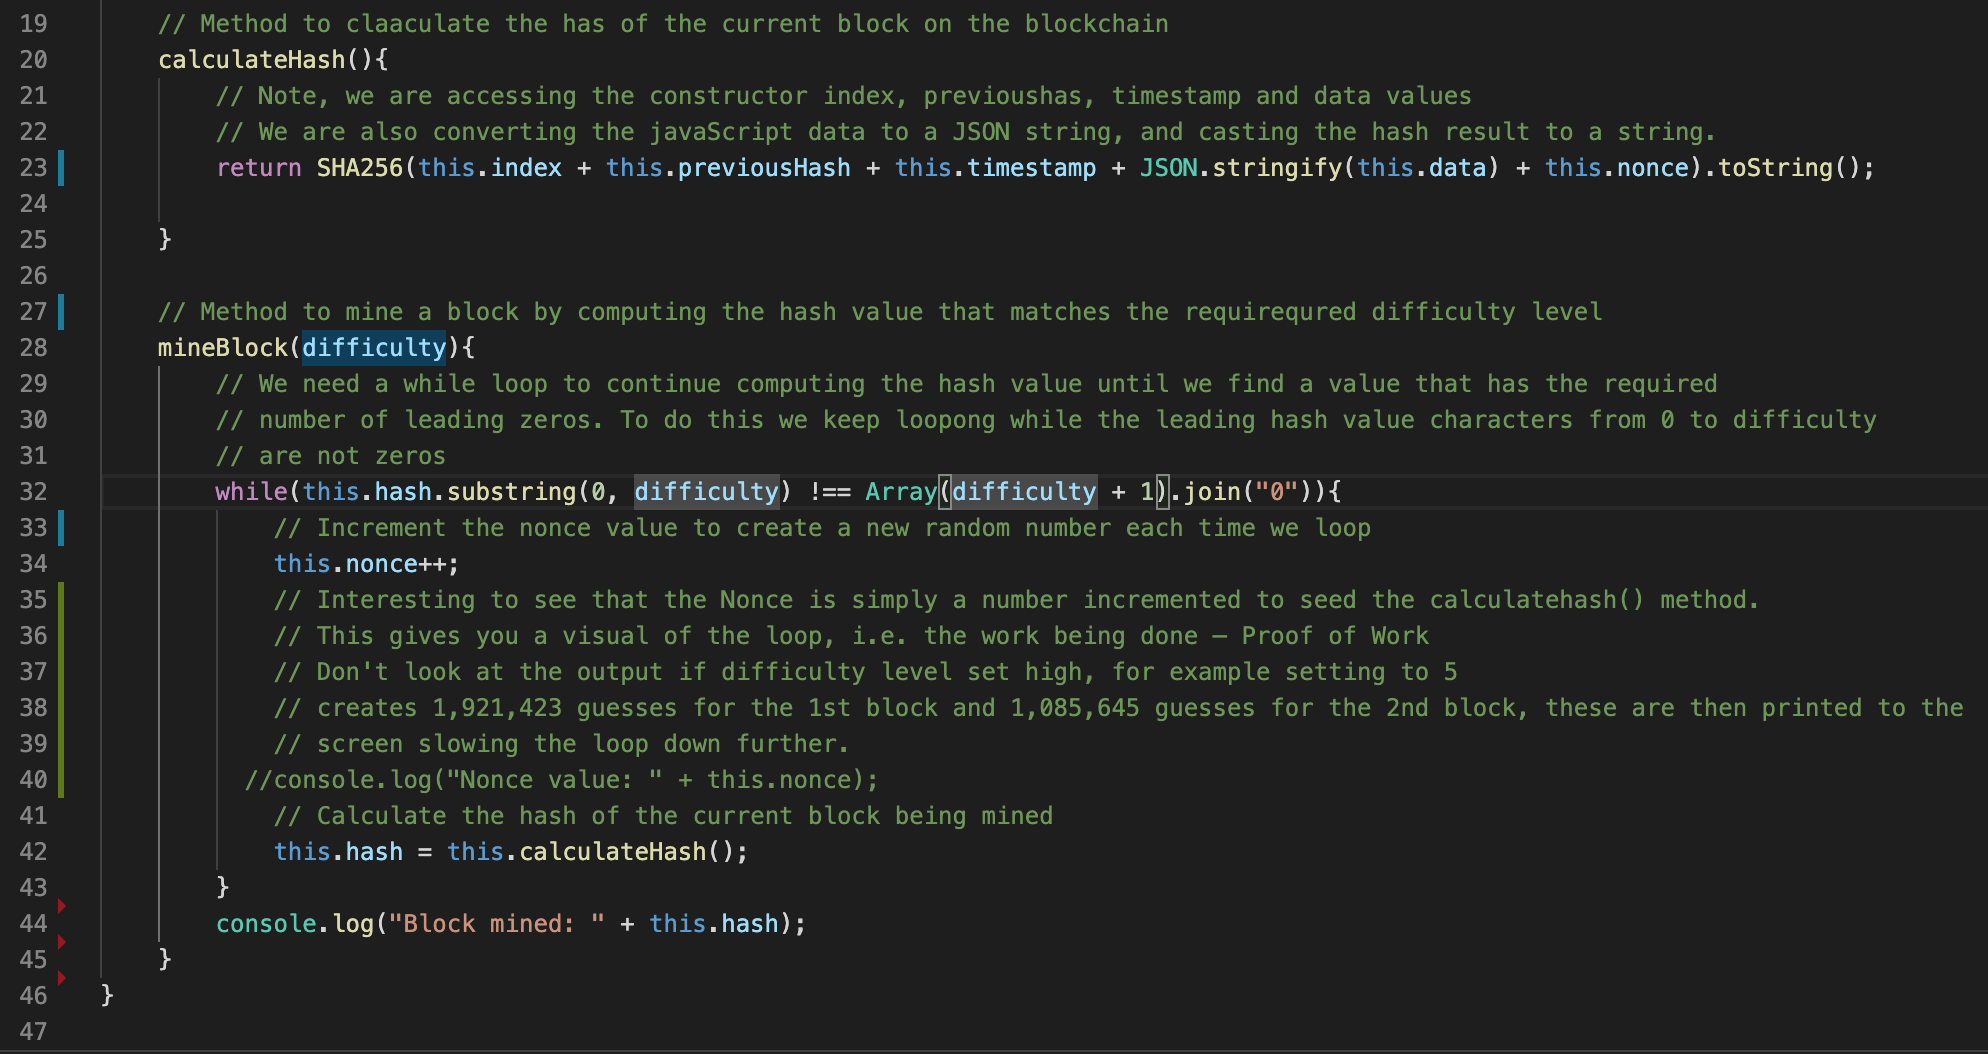 19 // Method to claaculate the has of the current block on the blockchain
20 calculateHash(){
21 // Note, we are accessing the constructor index, previoushas, timestamp and data values
22 // We are also converting the javaScript data to a JSON string, and casting the hash result to a string.
23 return SHA256(this.index + this.previousHash + this.timestamp + JSON.stringify(this.data) + this.nonce).toString();
24
25 }
26
27 // Method to mine a block by computing the hash value that matches the requirequred difficulty level
28 mineBlock(difficulty){
29 // We need a while loop to continue computing the hash value until we find a value that has the required
30 // number of leading zeros. To do this we keep loopong while the leading hash value characters from 0 to difficulty
31 // are not zeros
32 while(this.hash.substring(0, difficulty) !== Array(difficulty + 1).join("0")){
33 // Increment the nonce value to create a new random number each time we loop
34 this.nonce++;
35 // Interesting to see that the Nonce is simply a number incremented to seed the calculatehash() method.
36 // This gives you a visual of the loop, i.e. the work being done – Proof of Work
37 // Don't look at the output if difficulty level set high, for example setting to 5
38 // creates 1,921,423 guesses for the 1st block and 1,085,645 guesses for the 2nd block, these are then printed to the
39 // screen slowing the loop down further.
40 //console.log("Nonce value: " + this.nonce);
41 // Calculate the hash of the current block being mined
42 this.hash = this.calculateHash();
43 }
44 console.log("Block mined: " + this.hash);
45 }
46 }
47